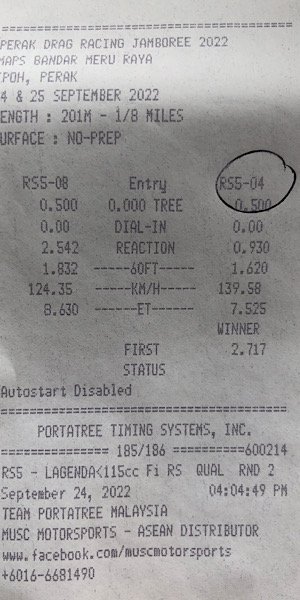 PERAK DRAG RACING JAMBOREE 2022
MAPS BANDAR MERU RAYA
IPOH, PERAK
4 & 25 SEPTEMBER 2022
ENGTH : 201M - 1/8 MILES
URFACE : NO-PREP
RS5-08 Entry RS5-04
0.500 0.000 TREE 0.500
0.00 DIAL-IN 0.00
2.542 REACTION 0.930
1.832 -----60FT----- 1.620
124.35 -----KM/H----- 139.58
8.630 ------ET------ 7.525
WINNER
FIRST 2.717
STATUS
Autostart Disabled
PORTATREE TIMING SYSTEMS, INC.
=============== 185/186 ==========600214
RS5 - LAGENDA<115cc Fi RS QUAL RND 2
September 24, 2022 04:04:49 PM
TEAM PORTATREE MALAYSIA
MUSC MOTORSPORTS - ASEAN DISTRIBUTOR
www.facebook.com/muscmotorsports
+6016-6681490